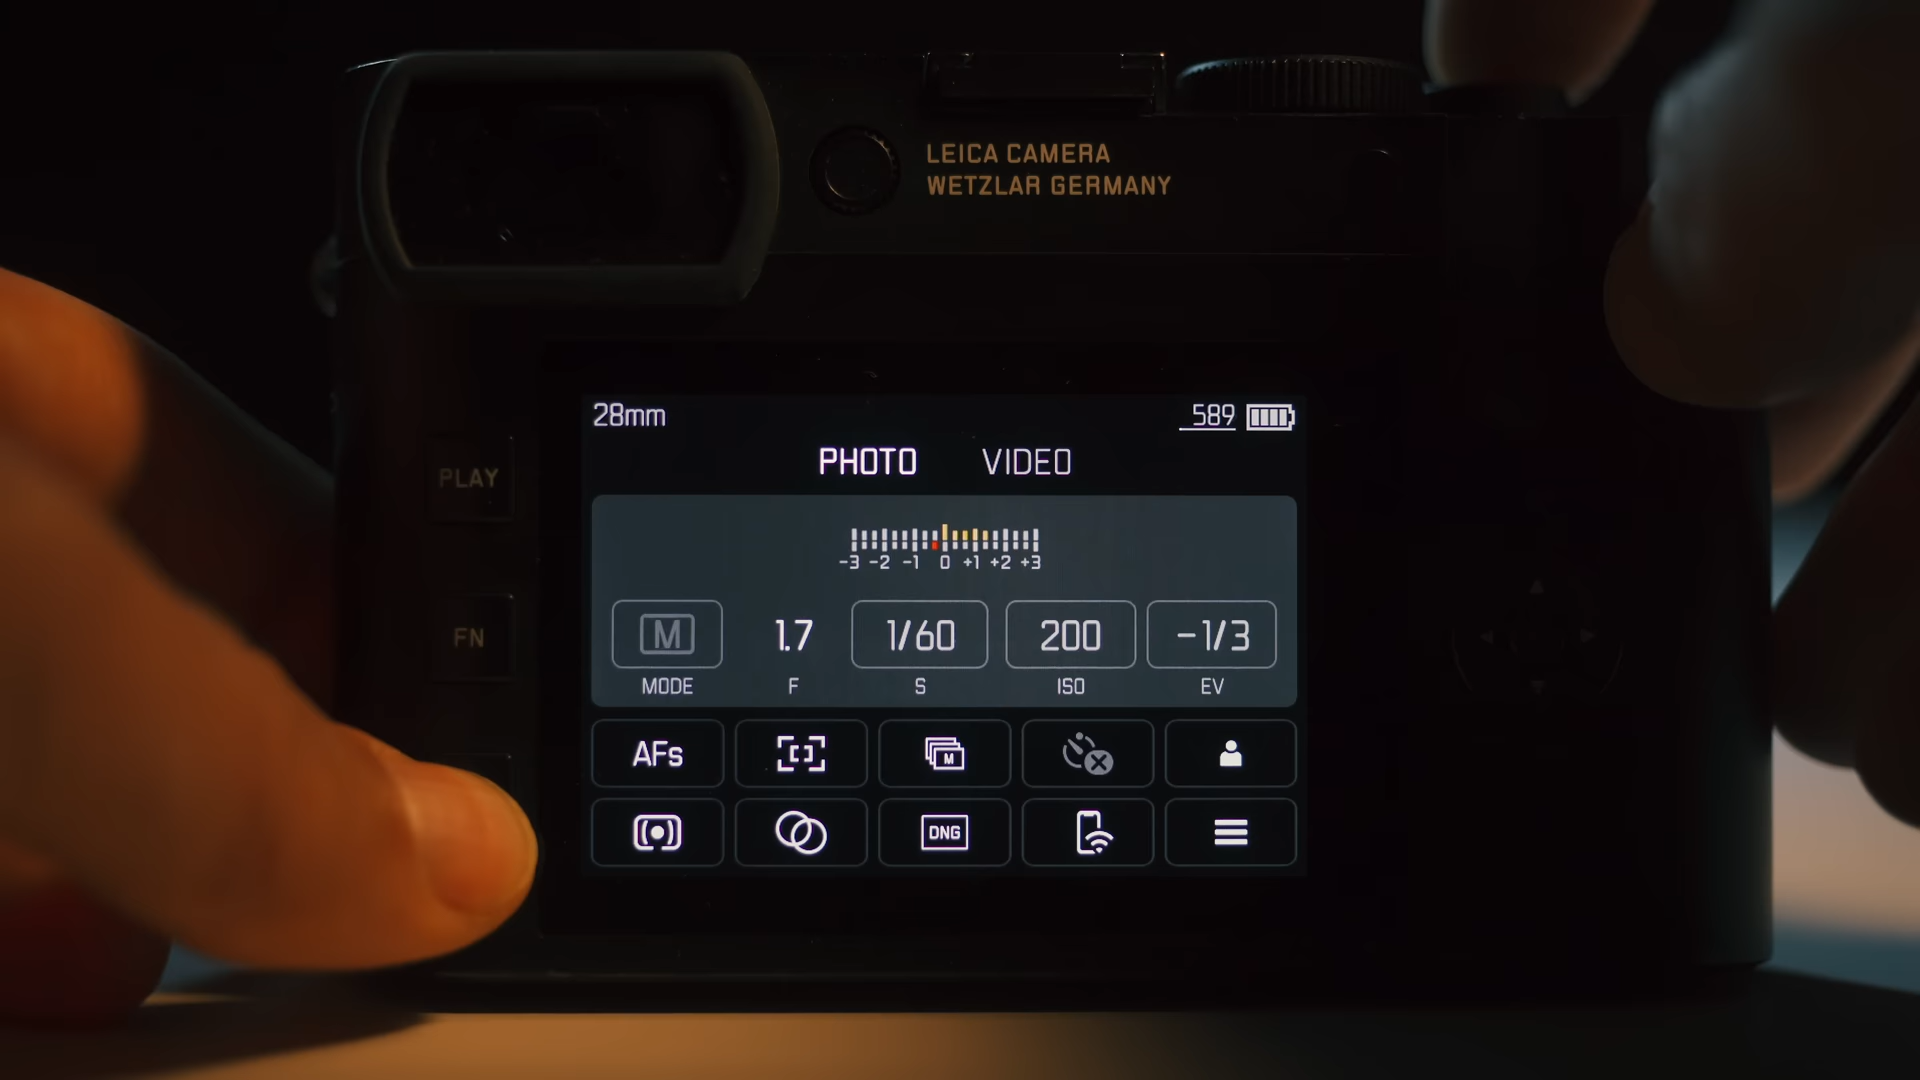 LEICA CAMERA
WETZLAR GERMANY
28mm
589
PHOTO VIDEO
PLAY
-3 -2 -1 0 +1 +2 +3
FN
M 1.7 1/60 200 -1/3
MODE F S ISO EV
AFs M
DNG